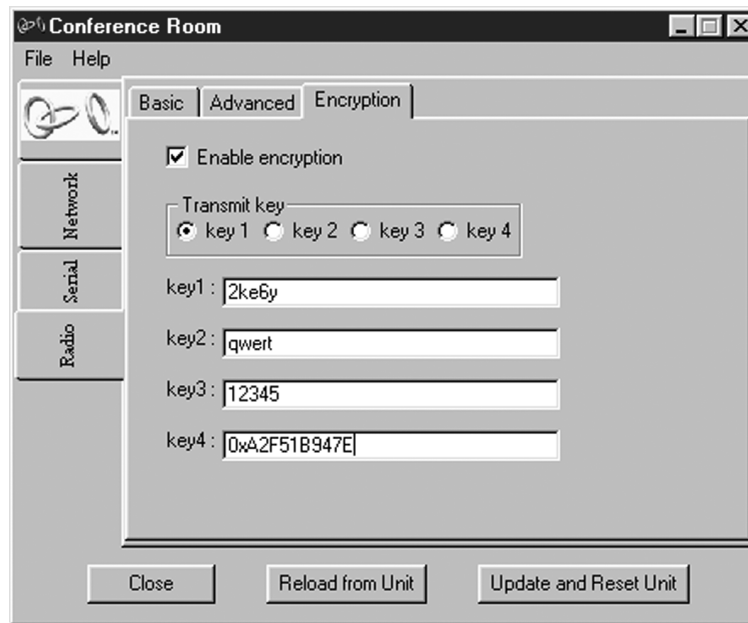 Conference Room
File Help
Basic Advanced Encryption
Enable encryption
Network
Transmit key
key 1 key 2 key 3 key 4
Serial
key1 : 2ke6y
Radio
key2 : qwert
key3 : 12345
key4 : 0xA2F51B947E
Close Reload from Unit Update and Reset Unit